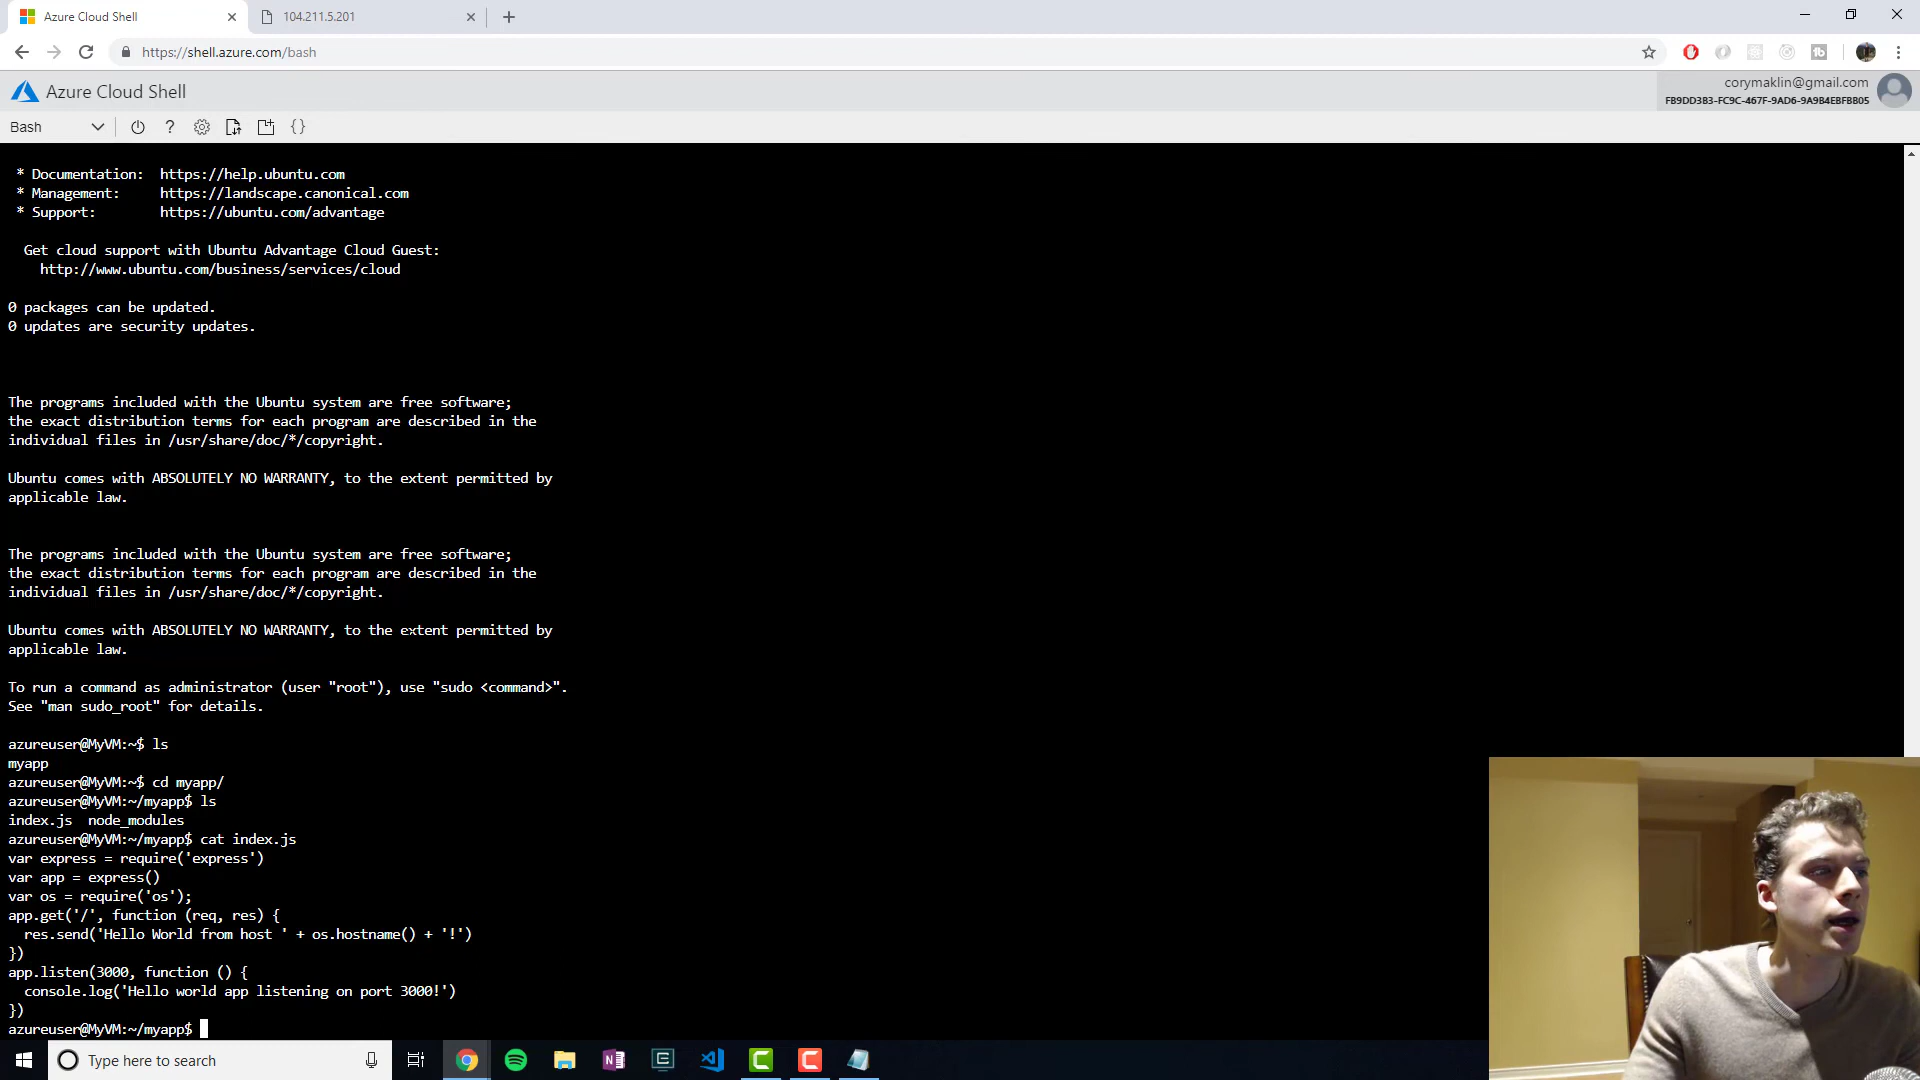 Azure Cloud Shell
104.211.5.201
https://shell.azure.com/bash
Azure Cloud Shell
corymaklin@gmail.com
FB9DD3B3-FC9C-467F-9AD6-9A9B4EBFBB05
Bash
* Documentation:  https://help.ubuntu.com
* Management:     https://landscape.canonical.com
* Support:        https://ubuntu.com/advantage
Get cloud support with Ubuntu Advantage Cloud Guest:
http://www.ubuntu.com/business/services/cloud
0 packages can be updated.
0 updates are security updates.
The programs included with the Ubuntu system are free software;
the exact distribution terms for each program are described in the
individual files in /usr/share/doc/*/copyright.
Ubuntu comes with ABSOLUTELY NO WARRANTY, to the extent permitted by
applicable law.
The programs included with the Ubuntu system are free software;
the exact distribution terms for each program are described in the
individual files in /usr/share/doc/*/copyright.
Ubuntu comes with ABSOLUTELY NO WARRANTY, to the extent permitted by
applicable law.
To run a command as administrator (user "root"), use "sudo <command>".
See "man sudo_root" for details.
azureuser@MyVM:~$ ls
myapp
azureuser@MyVM:~$ cd myapp/
azureuser@MyVM:~/myapp$ ls
index.js  node_modules
azureuser@MyVM:~/myapp$ cat index.js
var express = require('express')
var app = express()
var os = require('os');
app.get('/', function (req, res) {
  res.send('Hello World from host ' + os.hostname() + '!')
})
app.listen(3000, function () {
  console.log('Hello world app listening on port 3000!')
})
azureuser@MyVM:~/myapp$
Type here to search